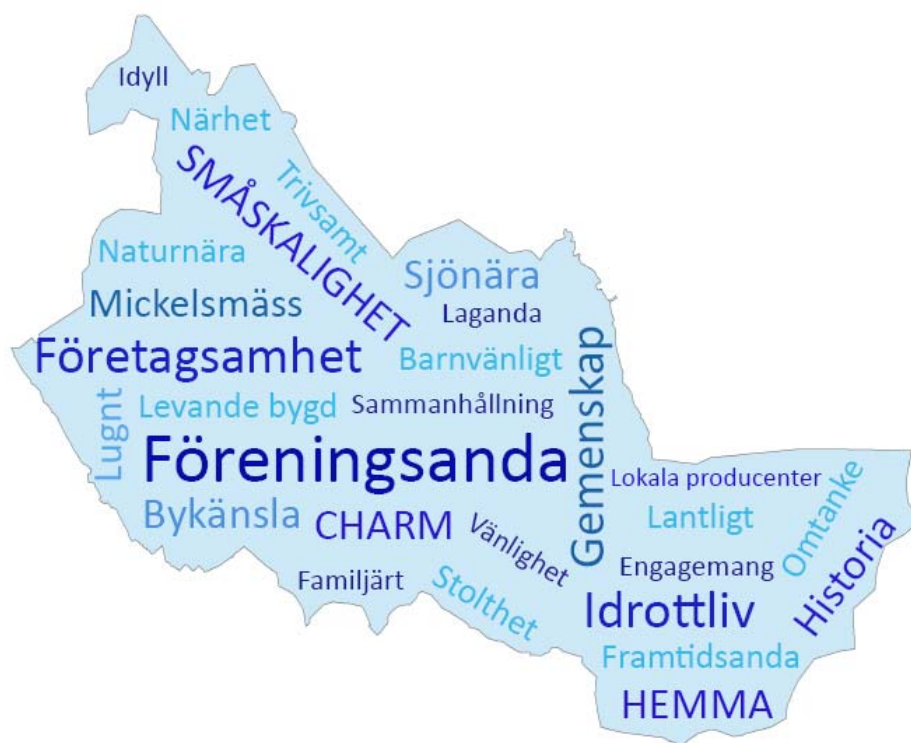 Idyll
Närhet
SMÅSKALIGHET
Trivsamt
Naturnära
Sjönära
Mickelsmäss
Laganda
Företagsamhet
Barnvänligt
Gemenskap
Lugnt
Levande bygd
Sammanhållning
Föreningsanda
Lokala producenter
Bykänsla
CHARM
Vänlighet
Lantligt
Omtanke
Historia
Familjärt
Stolthet
Engagemang
Idrottliv
Framtidsanda
HEMMA